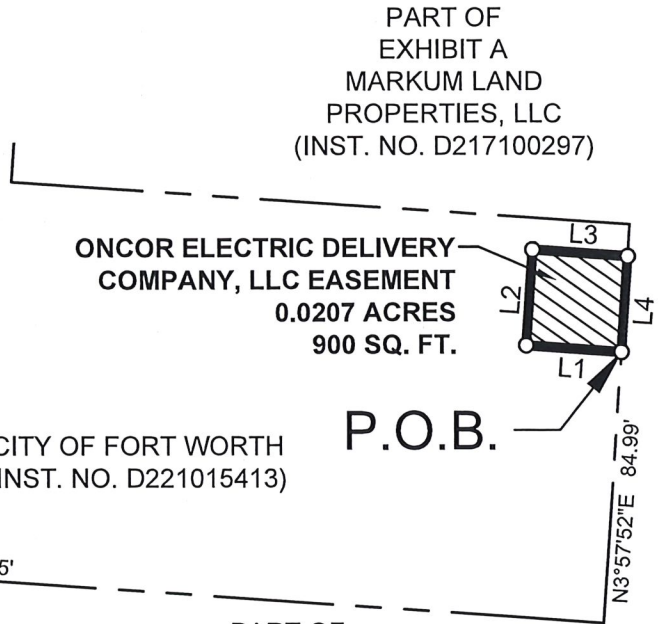 PART OF
EXHIBIT A
MARKUM LAND
PROPERTIES, LLC
(INST. NO. D217100297)
ONCOR ELECTRIC DELIVERY
COMPANY, LLC EASEMENT
0.0207 ACRES
900 SQ. FT.
L3
L2
L4
L1
P.O.B.
CITY OF FORT WORTH
INST. NO. D221015413)
N3°57'52"E 84.99'
5'
PART OF